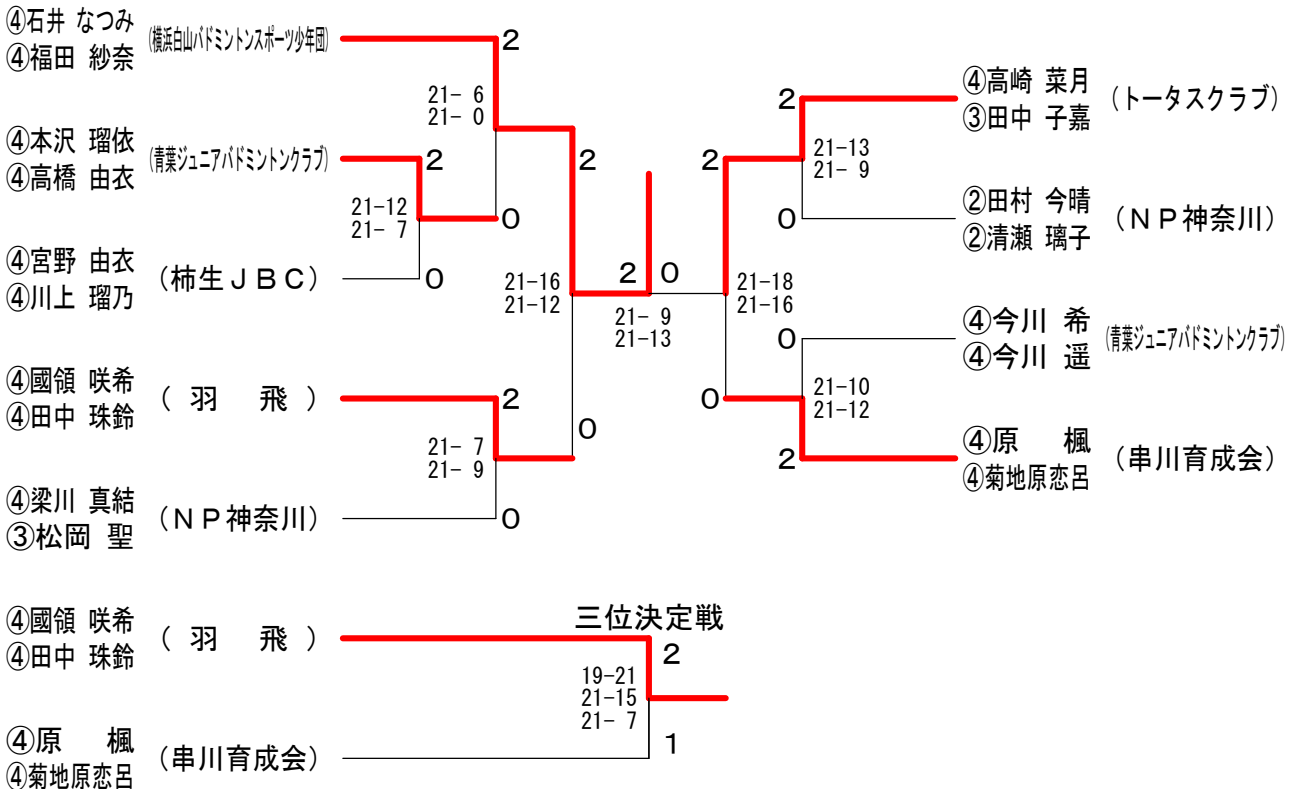 ④石井 なつみ
④福田 紗奈
(横浜白山バドミントンスポーツ少年団)
2
21- 6
21- 0
④本沢 瑠依
④高橋 由衣
(青葉ジュニアバドミントンクラブ)
2
0
21-12
21- 7
④宮野 由衣
④川上 瑠乃
(柿生JBC)
0
2
21-16
21-12
④國領 咲希
④田中 珠鈴
( 羽 飛 )
2
0
21- 7
21- 9
④梁川 真結
③松岡 聖
(NP神奈川)
0
2 0
21- 9
21-13
④高崎 菜月
③田中 子嘉
(トータスクラブ)
2
2
21-13
21- 9
②田村 今晴
②清瀬 璃子
(NP神奈川)
0
21-18
21-16
④今川 希
④今川 遥
(青葉ジュニアバドミントンクラブ)
0
0
21-10
21-12
④原 楓
④菊地原恋呂
(串川育成会)
2
三位決定戦
④國領 咲希
④田中 珠鈴
( 羽 飛 )
2
19-21
21-15
21- 7
④原 楓
④菊地原恋呂
(串川育成会)
1